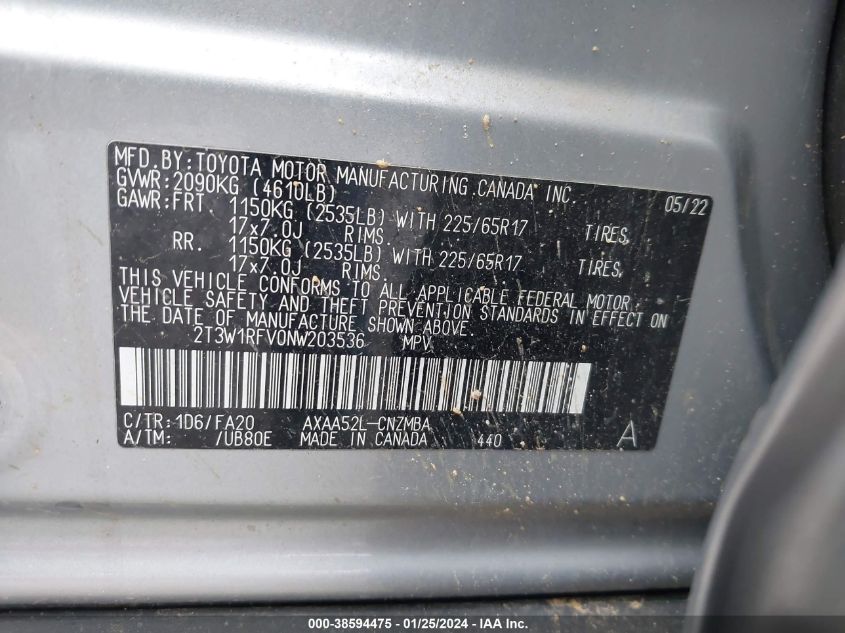 MFD. BY: TOYOTA MOTOR MANUFACTURING CANADA INC. 05/22
GVWR: 2090KG (4610LB)
GAWR: FRT. 1150KG (2535LB) WITH 225/65R17 TIRES,
17x7.0J RIMS.
RR. 1150KG (2535LB) WITH 225/65R17 TIRES,
17x7.0J RIMS.
THIS VEHICLE CONFORMS TO ALL APPLICABLE FEDERAL MOTOR
VEHICLE SAFETY AND THEFT PREVENTION STANDARDS IN EFFECT ON
THE DATE OF MANUFACTURE SHOWN ABOVE.
2T3W1RFV0NW203536 MPV
C/TR: 1D6/FA20 AXAA52L-CNZMBA
A/TM: /UB80E MADE IN CANADA 440 A
000-38594475 - 01/25/2024 - © IAA Inc.